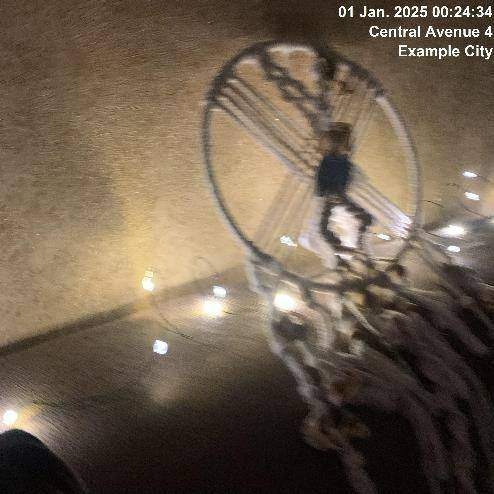 01 Jan. 2025 00:24:34
Central Avenue 4
Example City